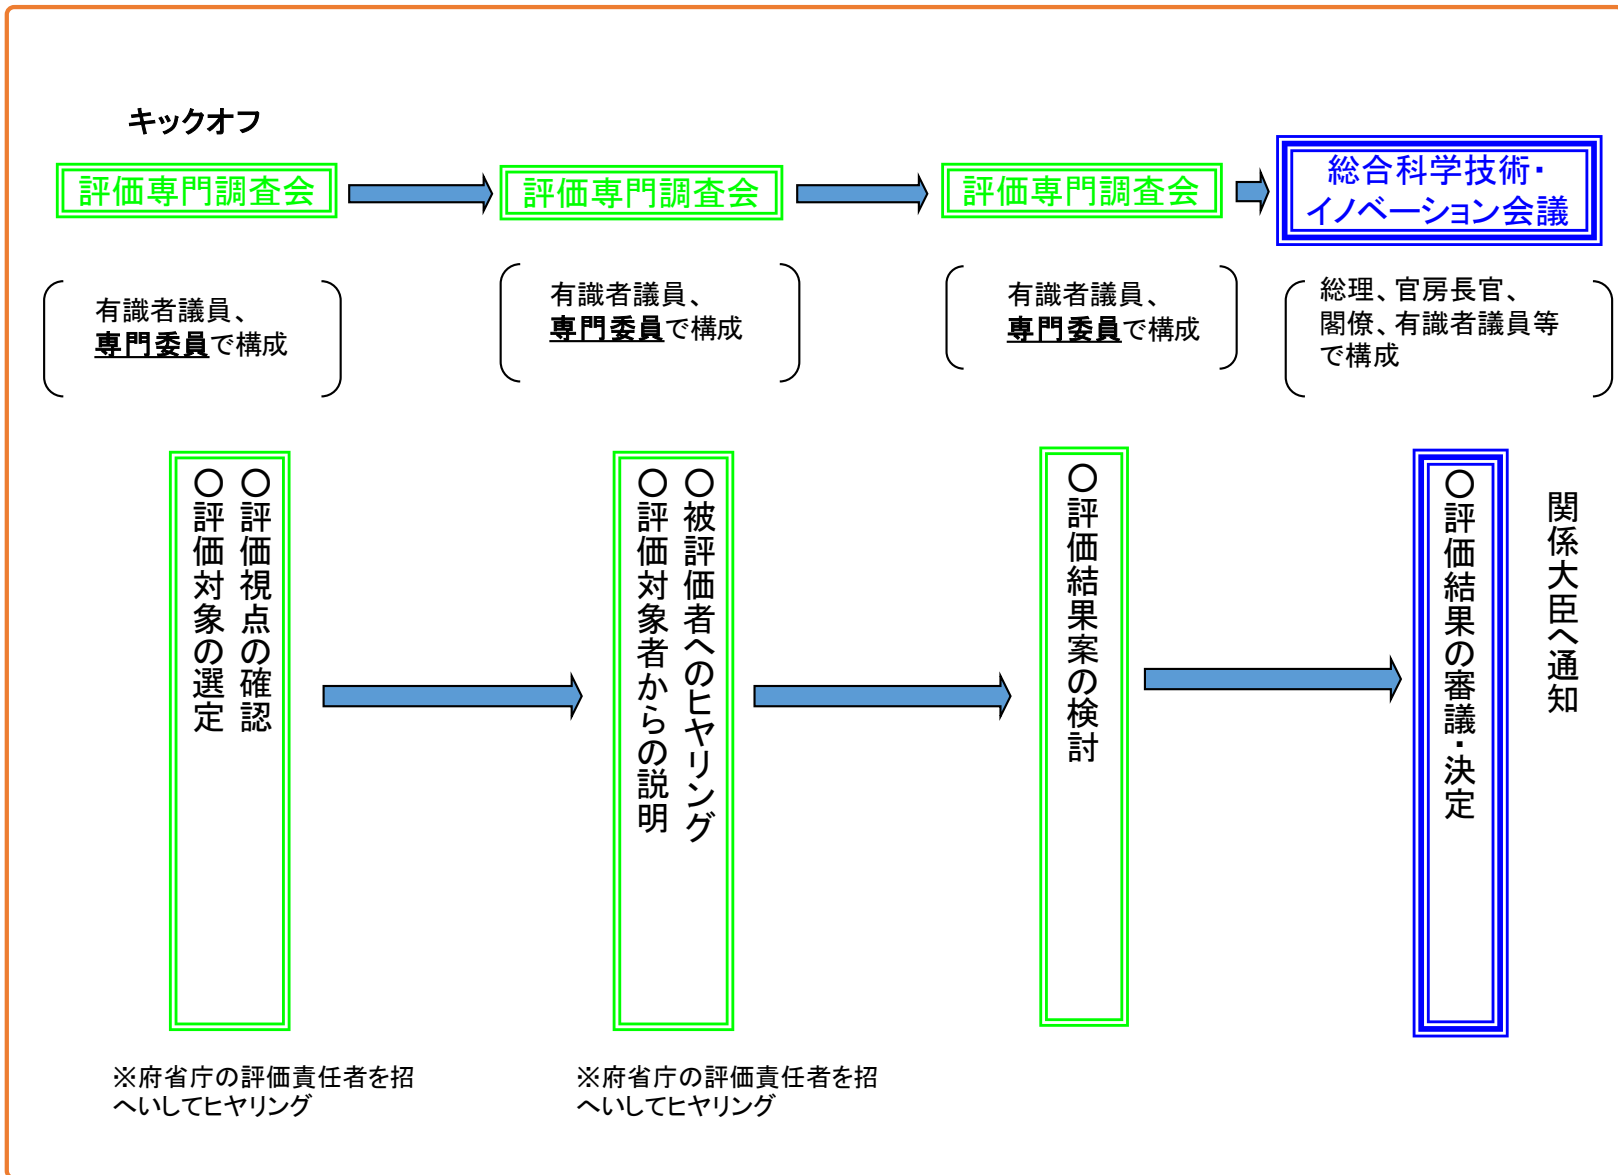 キックオフ
評価専門調査会
評価専門調査会
評価専門調査会
総合科学技術・
イノベーション会議
有識者議員、
専門委員で構成
有識者議員、
専門委員で構成
有識者議員、
専門委員で構成
総理、官房長官、
閣僚、有識者議員等
で構成
○評価視点の確認
○評価対象の選定
○被評価者へのヒヤリング
○評価対象者からの説明
○評価結果案の検討
○評価結果の審議・決定
関係大臣へ通知
※府省庁の評価責任者を招
へいしてヒヤリング
※府省庁の評価責任者を招
へいしてヒヤリング